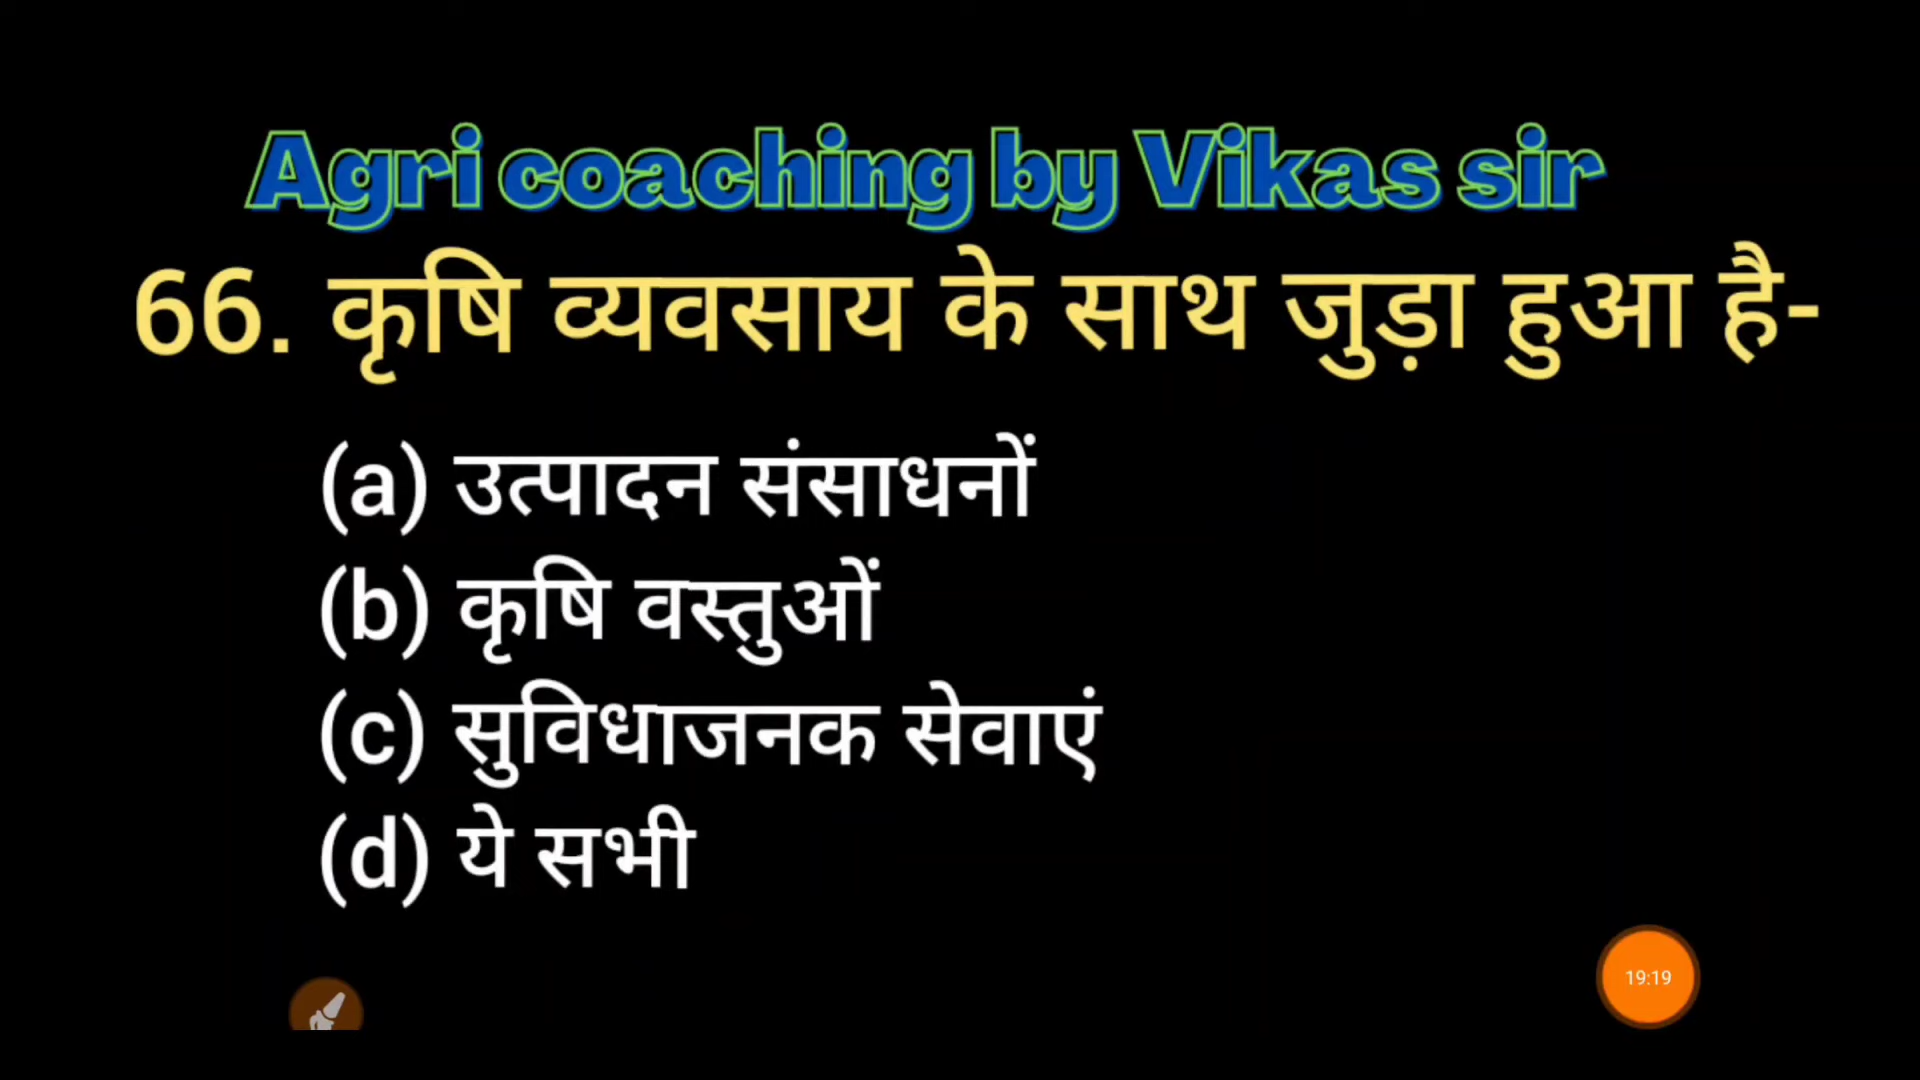 Agri coaching by Vikas sir
66. कृषि व्यवसाय के साथ जुड़ा हुआ है-
(a) उत्पादन संसाधनों
(b) कृषि वस्तुओं
(c) सुविधाजनक सेवाएं
(d) ये सभी
19:19